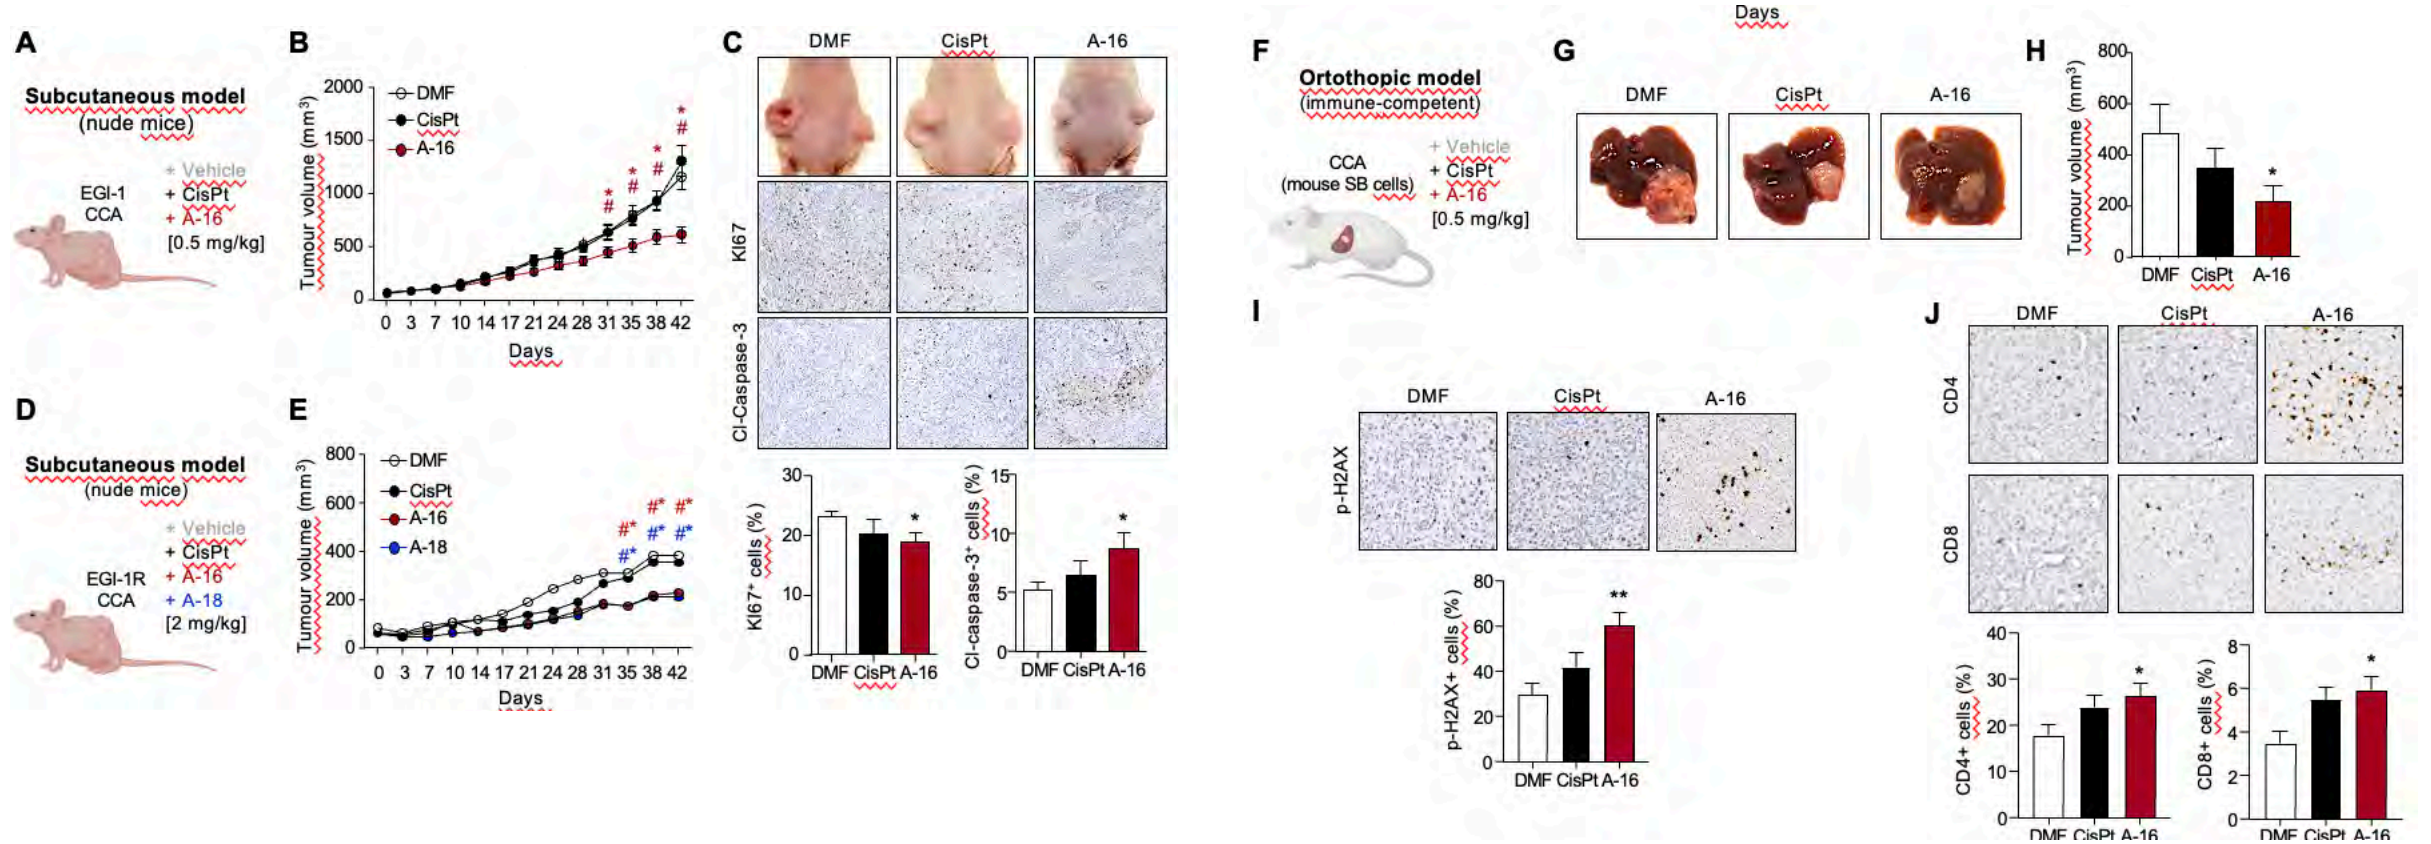 A
Subcutaneous model
(nude mice)
+ Vehicle
EGI-1
CCA
+ CisPt
+ A-16
[0.5 mg/kg]
B
Tumour volume (mm³)
2000
1500
1000
500
0
DMF
CisPt
A-16
*
#
*
#
*
#
*
#
0 3 7 10 14 17 21 24 28 31 35 38 42
Days
C
DMF CisPt A-16
KI67
Cl-Caspase-3
KI67⁺ cells (%)
30
20
10
0
*
DMF CisPt A-16
Cl-caspase-3⁺ cells (%)
15
10
5
0
*
DMF CisPt A-16
D
Subcutaneous model
(nude mice)
+ Vehicle
+ CisPt
EGI-1R
CCA
+ A-16
+ A-18
[2 mg/kg]
E
Tumour volume (mm³)
800
600
400
200
0
DMF
CisPt
A-16
A-18
#* #* #*
#* #* #*
0 3 7 10 14 17 21 24 28 31 35 38 42
Days
Days
F
Ortothopic model
(immune-competent)
+ Vehicle
CCA
(mouse SB cells)
+ CisPt
+ A-16
[0.5 mg/kg]
G
DMF CisPt A-16
H
Tumour volume (mm³)
800
600
400
200
0
*
DMF CisPt A-16
I
DMF CisPt A-16
p-H2AX
p-H2AX+ cells (%)
80
60
40
20
0
**
DMF CisPt A-16
J
DMF CisPt A-16
CD4
CD8
CD4+ cells (%)
40
30
20
10
0
*
DMF CisPt A-16
CD8+ cells (%)
8
6
4
2
0
*
DMF CisPt A-16